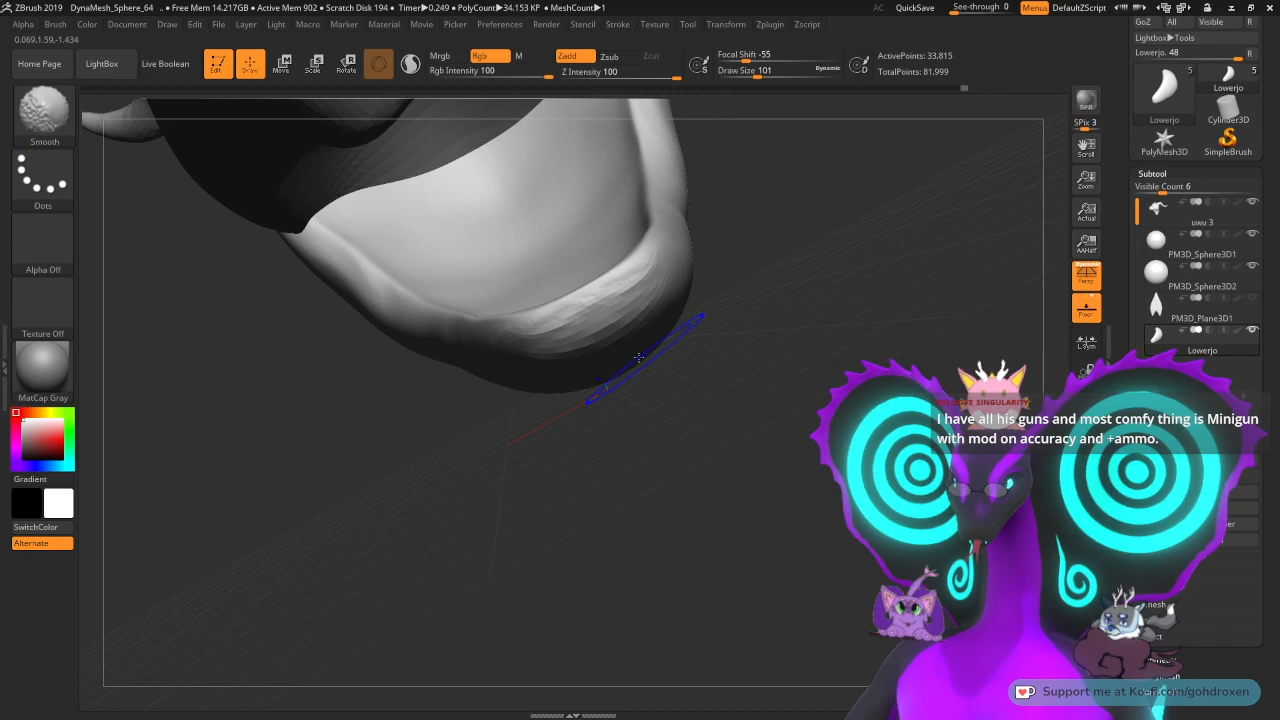 ZBrush 2019 DynaMesh_Sphere_64 .. • Free Mem 14.217GB • Active Mem 902 • Scratch Disk 194 • Timer▶0.249 • PolyCount▶34.153 KP • MeshCount▶1 AC QuickSave See-through 0 Menus DefaultZScript
Alpha Brush Color Document Draw Edit File Layer Light Macro Marker Material Movie Picker Preferences Render Stencil Stroke Texture Tool Transform Zplugin Zscript
0.069,1.59,-1.434
GoZ All Visible R
Lightbox▶Tools
Lowerjo. 48 R
Home Page LightBox Live Boolean Edit Draw Move Scale Rotate
Mrgb Rgb M Zadd Zsub Zcut
Rgb Intensity 100 Z Intensity 100
Focal Shift -55
Draw Size 101 Dynamic
S D
ActivePoints: 33,815
TotalPoints: 81,999
5 5
Lowerjo
Lowerjo Cylinder3D
PolyMesh3D SimpleBrush
Smooth
Dots
Alpha Off
Texture Off
MatCap Gray
Gradient
SwitchColor
Alternate
BPR
SPix 3
Scroll
Zoom
Actual
AAHalf
Dynamic
Persp
Floor
L.Sym
Subtool
Visible Count 6
uwu 3
PM3D_Sphere3D1
PM3D_Sphere3D2
PM3D_Plane3D1
Lowerjo
I have all his guns and most comfy thing is Minigun
with mod on accuracy and +ammo.
Support me at Ko-fi.com/gohdroxen